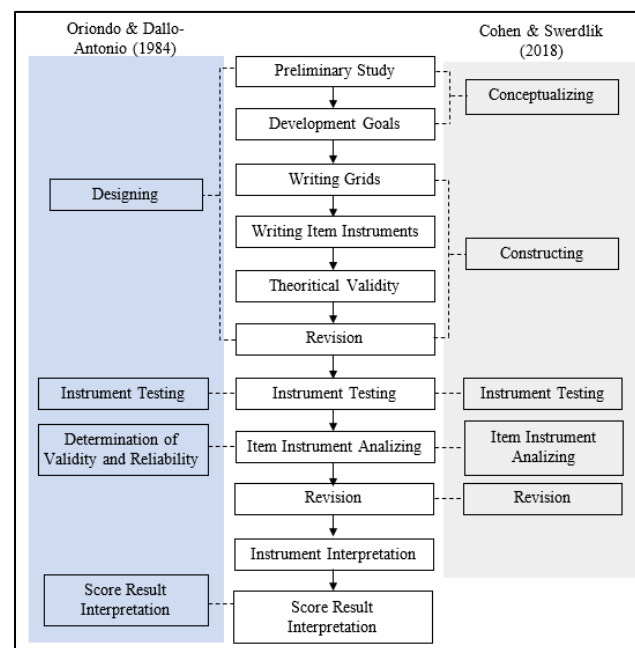 Oriondo & Dallo-
Antonio (1984)
Cohen & Swerdlik
(2018)
Preliminary Study
Conceptualizing
Development Goals
Writing Grids
Designing
Writing Item Instruments
Constructing
Theoritical Validity
Revision
Instrument Testing
Instrument Testing
Instrument Testing
Determination of
Validity and Reliability
Item Instrument Analizing
Item Instrument
Analizing
Revision
Revision
Instrument Interpretation
Score Result
Interpretation
Score Result
Interpretation